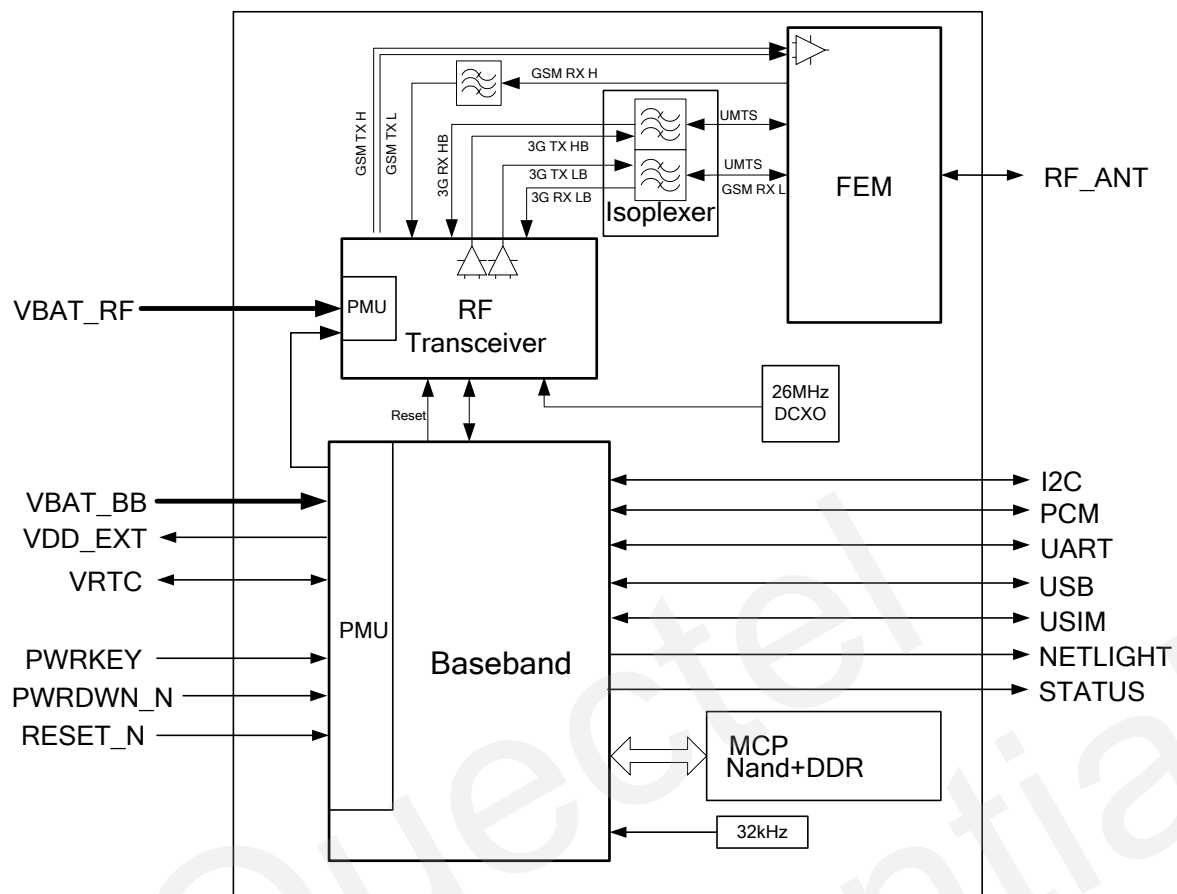 GSM TX H
GSM TX L
GSM RX H
3G RX HB
3G TX HB
3G TX LB
3G RX LB
UMTS
UMTS
GSM RX L
Isoplexer
FEM
RF_ANT
VBAT_RF
PMU
RF
Transceiver
26MHz
DCXO
Reset
VBAT_BB
VDD_EXT
VRTC
PWRKEY
PWRDWN_N
RESET_N
PMU
Baseband
I2C
PCM
UART
USB
USIM
NETLIGHT
STATUS
MCP
Nand+DDR
32kHz
Quectel